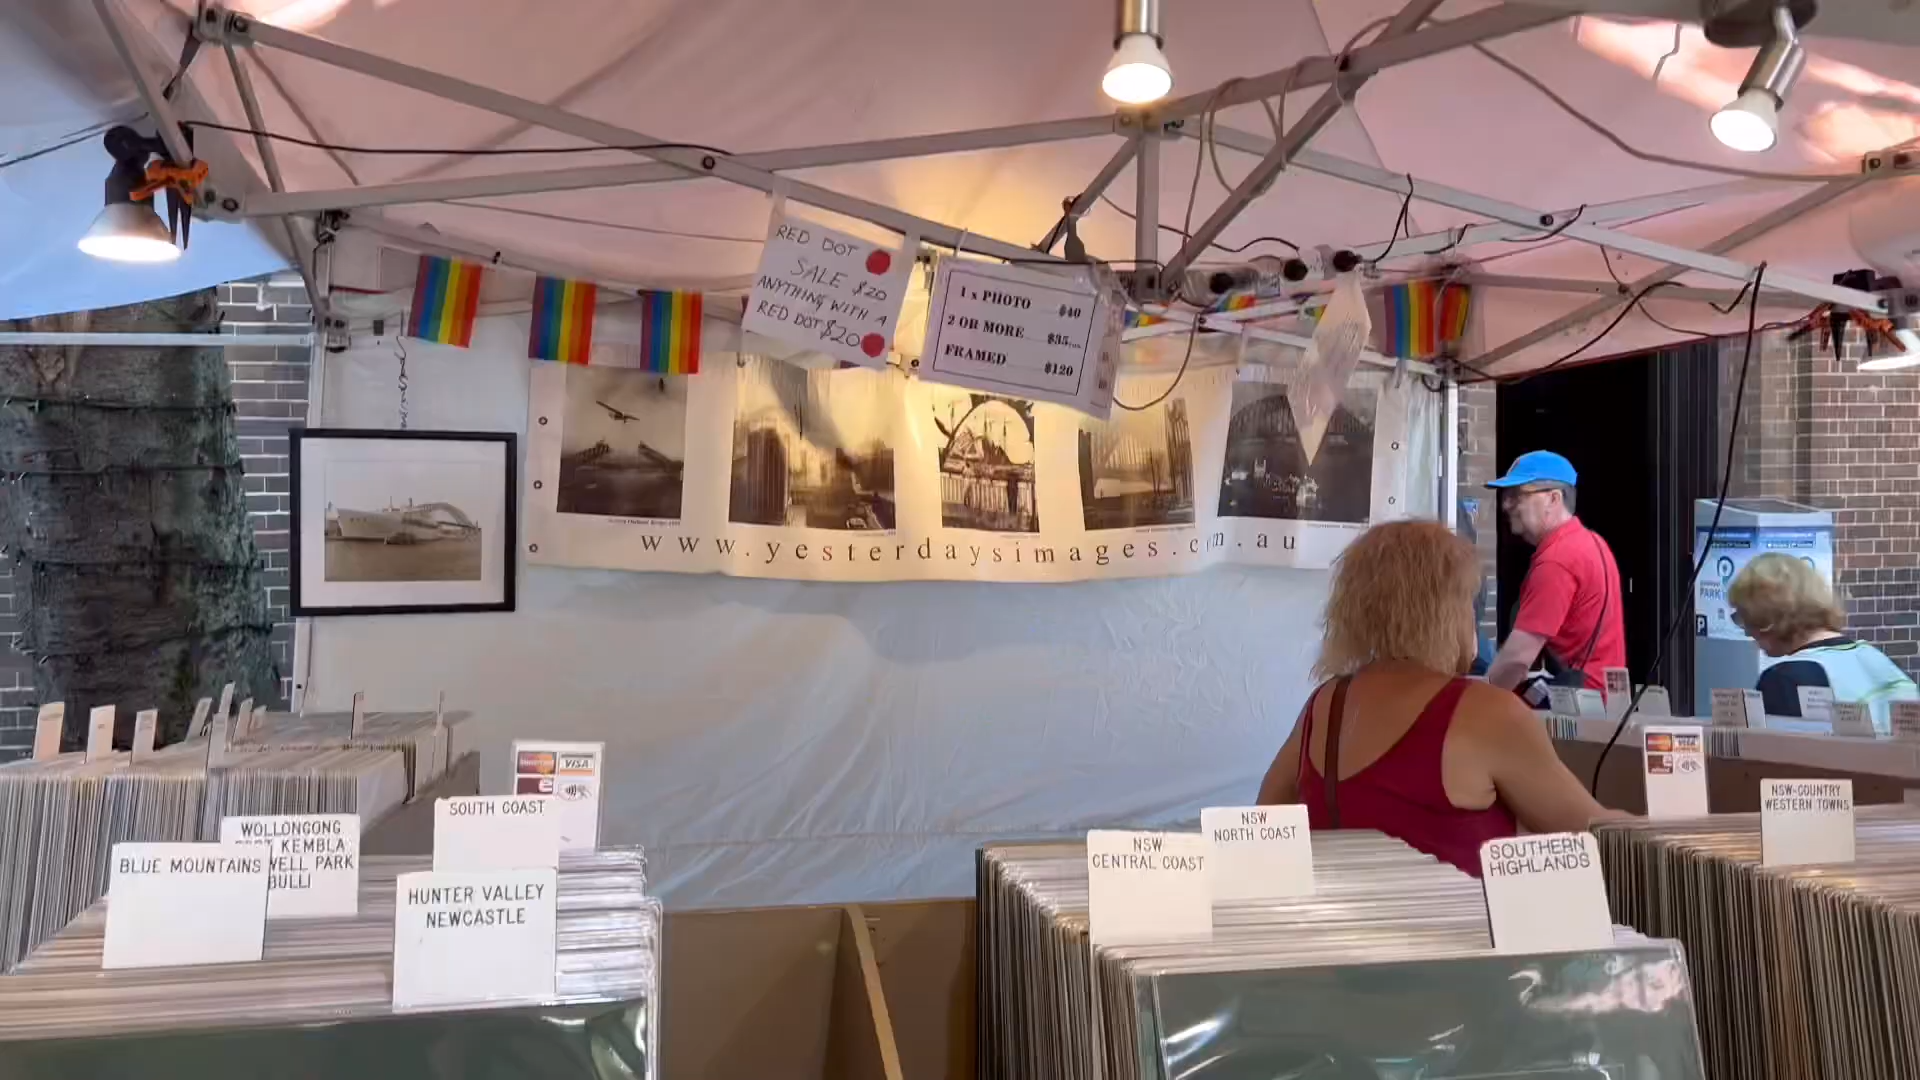 RED DOT
SALE $20
ANYTHING WITH A
RED DOT $20
1 x PHOTO $40
2 OR MORE $35
FRAMED $120
www.yesterdaysimages.c m.au
VISA
SOUTH COAST
WOLLONGONG
KEMBLA
BLUE MOUNTAINS
PARK
BULLI
HUNTER VALLEY
NEWCASTLE
NSW
NORTH COAST
NSW
CENTRAL COAST
SOUTHERN
HIGHLANDS
VISA
NSW-COUNTRY
WESTERN TOWNS
PARK